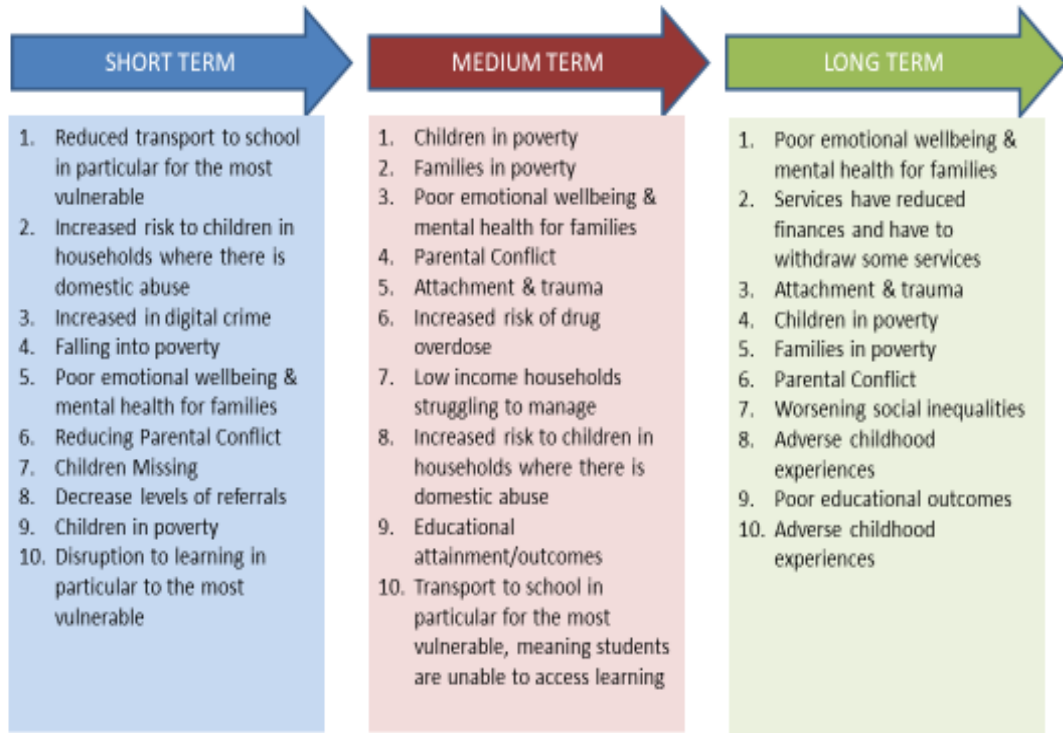 SHORT TERM
1. Reduced transport to school
in particular for the most
vulnerable
2. Increased risk to children in
households where there is
domestic abuse
3. Increased in digital crime
4. Falling into poverty
5. Poor emotional wellbeing &
mental health for families
6. Reducing Parental Conflict
7. Children Missing
8. Decrease levels of referrals
9. Children in poverty
10. Disruption to learning in
particular to the most
vulnerable
MEDIUM TERM
1. Children in poverty
2. Families in poverty
3. Poor emotional wellbeing &
mental health for families
4. Parental Conflict
5. Attachment & trauma
6. Increased risk of drug
overdose
7. Low income households
struggling to manage
8. Increased risk to children in
households where there is
domestic abuse
9. Educational
attainment/outcomes
10. Transport to school in
particular for the most
vulnerable, meaning students
are unable to access learning
LONG TERM
1. Poor emotional wellbeing &
mental health for families
2. Services have reduced
finances and have to
withdraw some services
3. Attachment & trauma
4. Children in poverty
5. Families in poverty
6. Parental Conflict
7. Worsening social inequalities
8. Adverse childhood
experiences
9. Poor educational outcomes
10. Adverse childhood
experiences